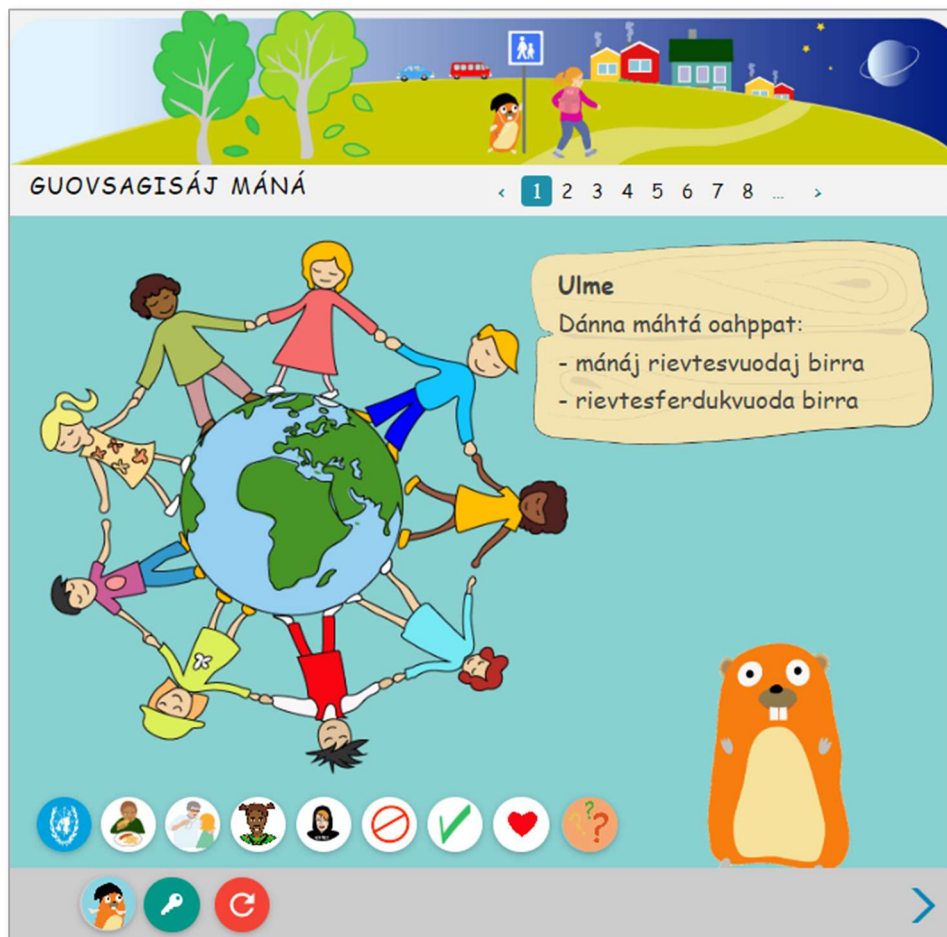 GUOVSAGISÁJ MÁNÁ
‹ 1 2 3 4 5 6 7 8 ... ›
Ulme
Dánna máhtá oahppat:
- mánáj rievtesvuodaj birra
- rievtesferdukvuoda birra